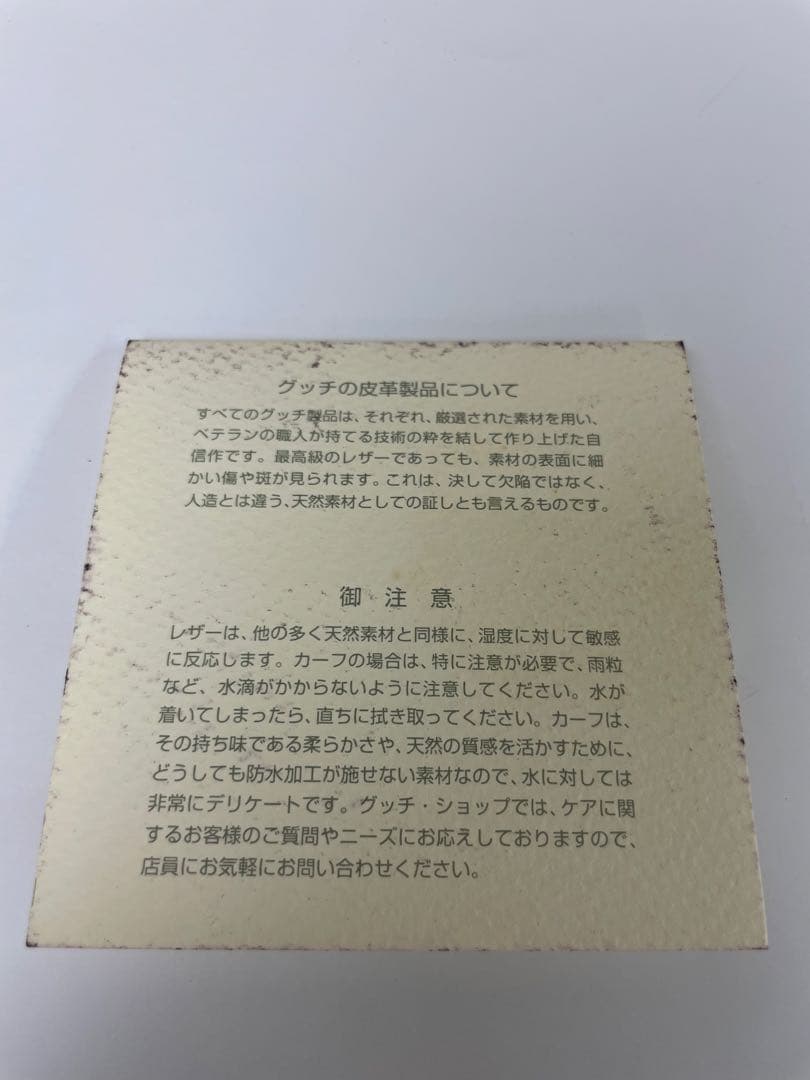 グッチの皮革製品について
すべてのグッチ製品は、それぞれ、厳選された素材を用い、
ベテランの職人が持てる技術の粋を結して作り上げた自
信作です。最高級のレザーであっても、素材の表面に細
かい傷や斑が見られます。これは、決して欠陥ではなく、
人造とは違う、天然素材としての証しとも言えるものです。
御注意
レザーは、他の多く天然素材と同様に、湿度に対して敏感
に反応します。カーフの場合は、特に注意が必要で、雨粒
など、水滴がかからないように注意してください。水が
着いてしまったら、直ちに拭き取ってください。カーフは、
その持ち味である柔らかさや、天然の質感を活かすために、
どうしても防水加工が施せない素材なので、水に対しては
非常にデリケートです。グッチ・ショップでは、ケアに関
するお客様のご質問やニーズにお応えしておりますので、
店員にお気軽にお問い合わせください。